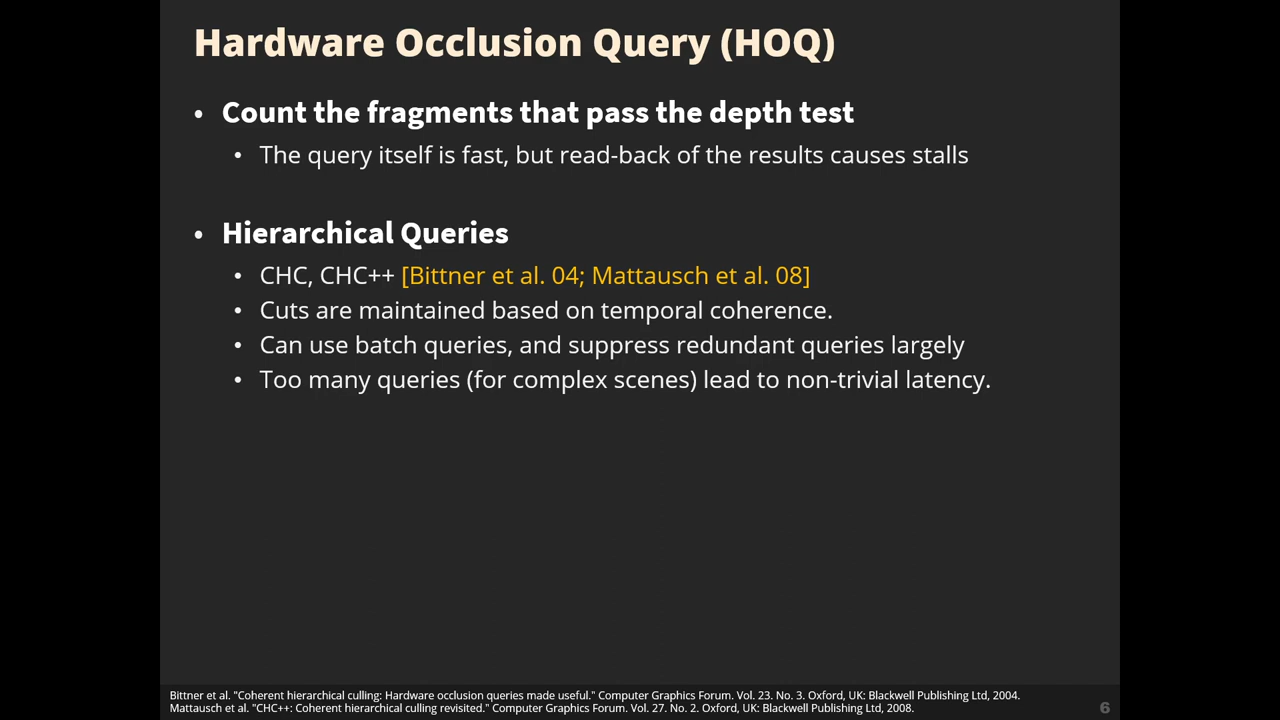 Hardware Occlusion Query (HOQ)
• Count the fragments that pass the depth test
• The query itself is fast, but read-back of the results causes stalls
• Hierarchical Queries
• CHC, CHC++ [Bittner et al. 04; Mattausch et al. 08]
• Cuts are maintained based on temporal coherence.
• Can use batch queries, and suppress redundant queries largely
• Too many queries (for complex scenes) lead to non-trivial latency.
Bittner et al. "Coherent hierarchical culling: Hardware occlusion queries made useful." Computer Graphics Forum. Vol. 23. No. 3. Oxford, UK: Blackwell Publishing Ltd, 2004.
Mattausch et al. "CHC++: Coherent hierarchical culling revisited." Computer Graphics Forum. Vol. 27. No. 2. Oxford, UK: Blackwell Publishing Ltd, 2008.
6